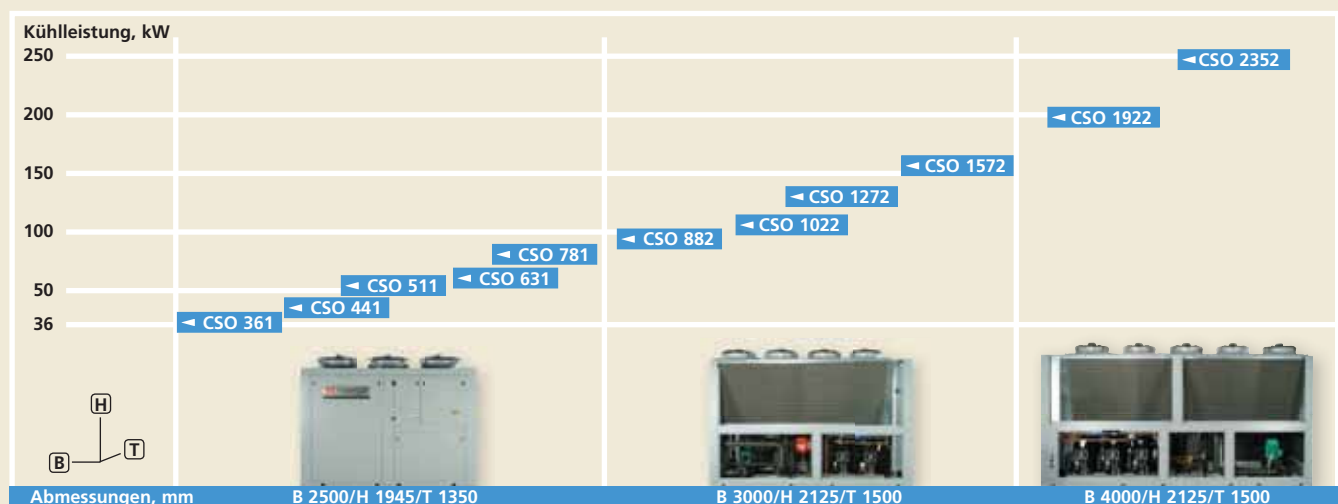 Kühlleistung, kW
250
◄CSO 2352
200
◄ CSO 1922
150
◄ CSO 1572
◄ CSO 1272
100
◄ CSO 882
◄ CSO 1022
◄ CSO 781
◄ CSO 631
50
◄ CSO 511
◄ CSO 441
36
◄ CSO 361
H
B
T
Abmessungen, mm B 2500/H 1945/T 1350 B 3000/H 2125/T 1500 B 4000/H 2125/T 1500